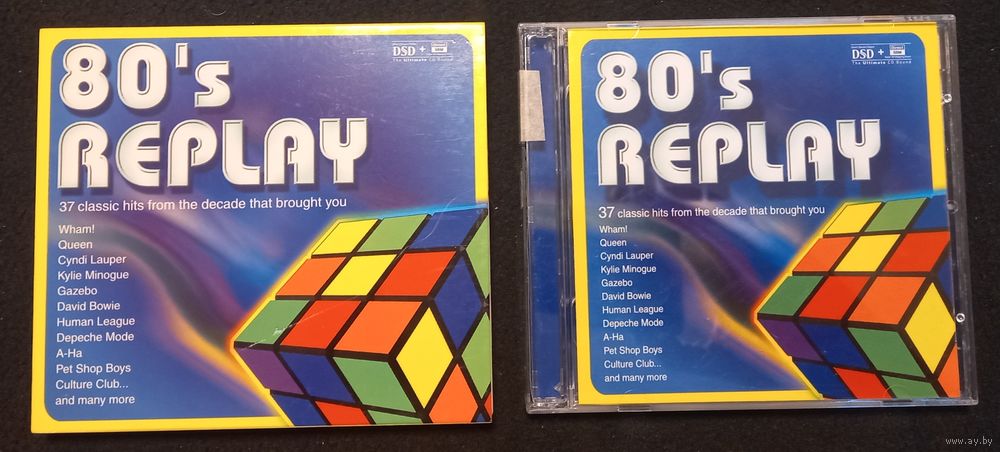 80's
REPLAY
DSD +
The Ultimate CD Sound
37 classic hits from the decade that brought you
Wham!
Queen
Cyndi Lauper
Kylie Minogue
Gazebo
David Bowie
Human League
Depeche Mode
A-Ha
Pet Shop Boys
Culture Club...
and many more
80's
REPLAY
DSD +
The Ultimate CD Sound
37 classic hits from the decade that brought you
Wham!
Queen
Cyndi Lauper
Kylie Minogue
Gazebo
David Bowie
Human League
Depeche Mode
A-Ha
Pet Shop Boys
Culture Club...
and many more
www.ay.by